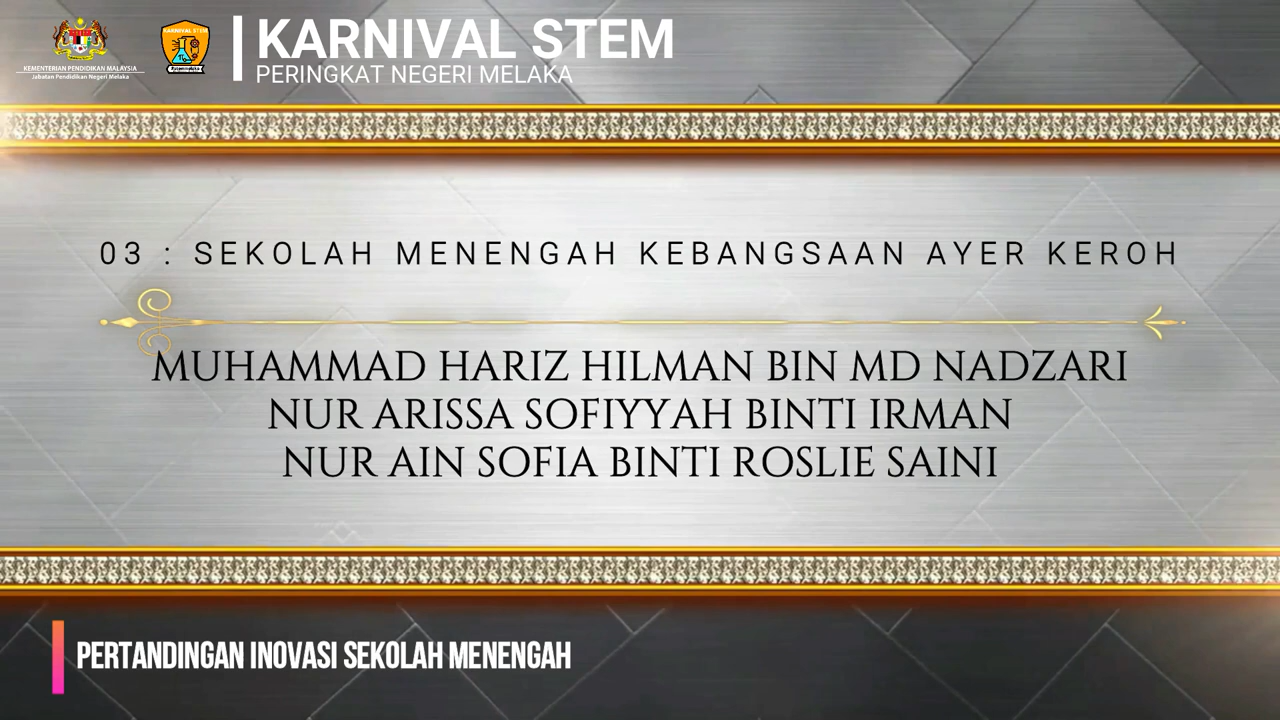 KEMENTERIAN PENDIDIKAN MALAYSIA
Jabatan Pendidikan Negeri Melaka
KARNIVAL STEM
KARNIVAL STEM
PERINGKAT NEGERI MELAKA
03 : SEKOLAH MENENGAH KEBANGSAAN AYER KEROH
MUHAMMAD HARIZ HILMAN BIN MD NADZARI
NUR ARISSA SOFIYYAH BINTI IRMAN
NUR AIN SOFIA BINTI ROSLIE SAINI
PERTANDINGAN INOVASI SEKOLAH MENENGAH